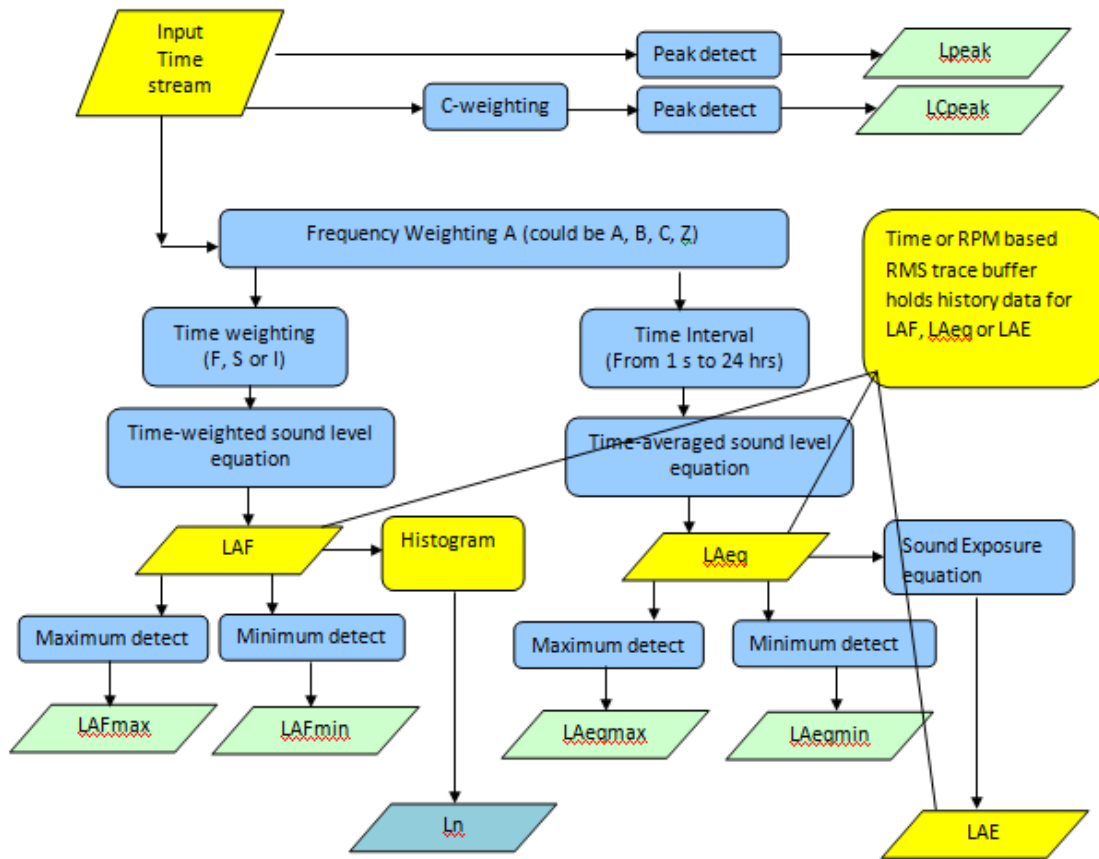 Input
Time
stream
Peak detect
Lpeak
C-weighting
Peak detect
LCpeak
Frequency Weighting A (could be A, B, C, Z)
Time or RPM based
RMS trace buffer
holds history data for
LAF, LAeq or LAE
Time weighting
(F, S or I)
Time Interval
(From 1 s to 24 hrs)
Time-weighted sound level
equation
Time-averaged sound level
equation
LAF
Histogram
LAeq
Sound Exposure
equation
Maximum detect
Minimum detect
Maximum detect
Minimum detect
LAFmax
LAFmin
LAeqmax
LAeqmin
Ln
LAE